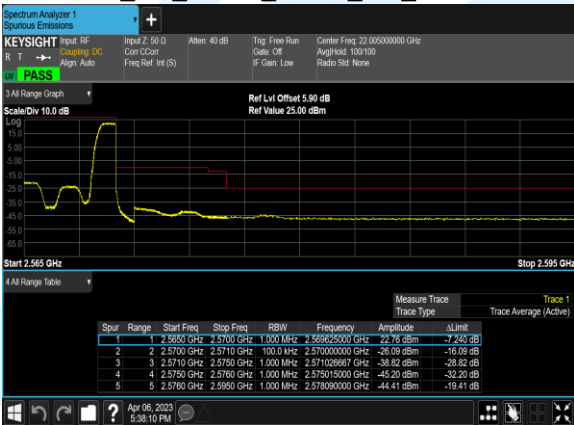 Spectrum Analyzer 1
Spurious Emissions
+
KEYSIGHT Input: RF Input Z: 50 Ω Atten: 40 dB Trig: Free Run Center Freq: 22.005000000 GHz
R T Coupling: DC Corr CCorr Gate: Off Avg|Hold: 100/100
Align: Auto Freq Ref: Int (S) IF Gain: Low Radio Std: None
LXI PASS
3 All Range Graph
Ref Lvl Offset 5.90 dB
Scale/Div 10.0 dB Ref Value 25.00 dBm
Log
15.0
5.00
-5.00
-15.0
-25.0
-35.0
-45.0
-55.0
-65.0
Start 2.565 GHz Stop 2.595 GHz
4 All Range Table
Measure Trace Trace 1
Trace Type Trace Average (Active)
Spur Range Start Freq Stop Freq RBW Frequency Amplitude ΔLimit
1 1 2.5650 GHz 2.5700 GHz 1.000 MHz 2.569625000 GHz 22.76 dBm -7.240 dB
2 2 2.5700 GHz 2.5710 GHz 100.0 kHz 2.570000000 GHz -26.09 dBm -16.09 dB
3 3 2.5710 GHz 2.5750 GHz 1.000 MHz 2.571026667 GHz -38.82 dBm -28.82 dB
4 4 2.5750 GHz 2.5760 GHz 1.000 MHz 2.575015000 GHz -45.20 dBm -32.20 dB
5 5 2.5760 GHz 2.5950 GHz 1.000 MHz 2.578090000 GHz -44.41 dBm -19.41 dB
? Apr 06, 2023
5:38:10 PM